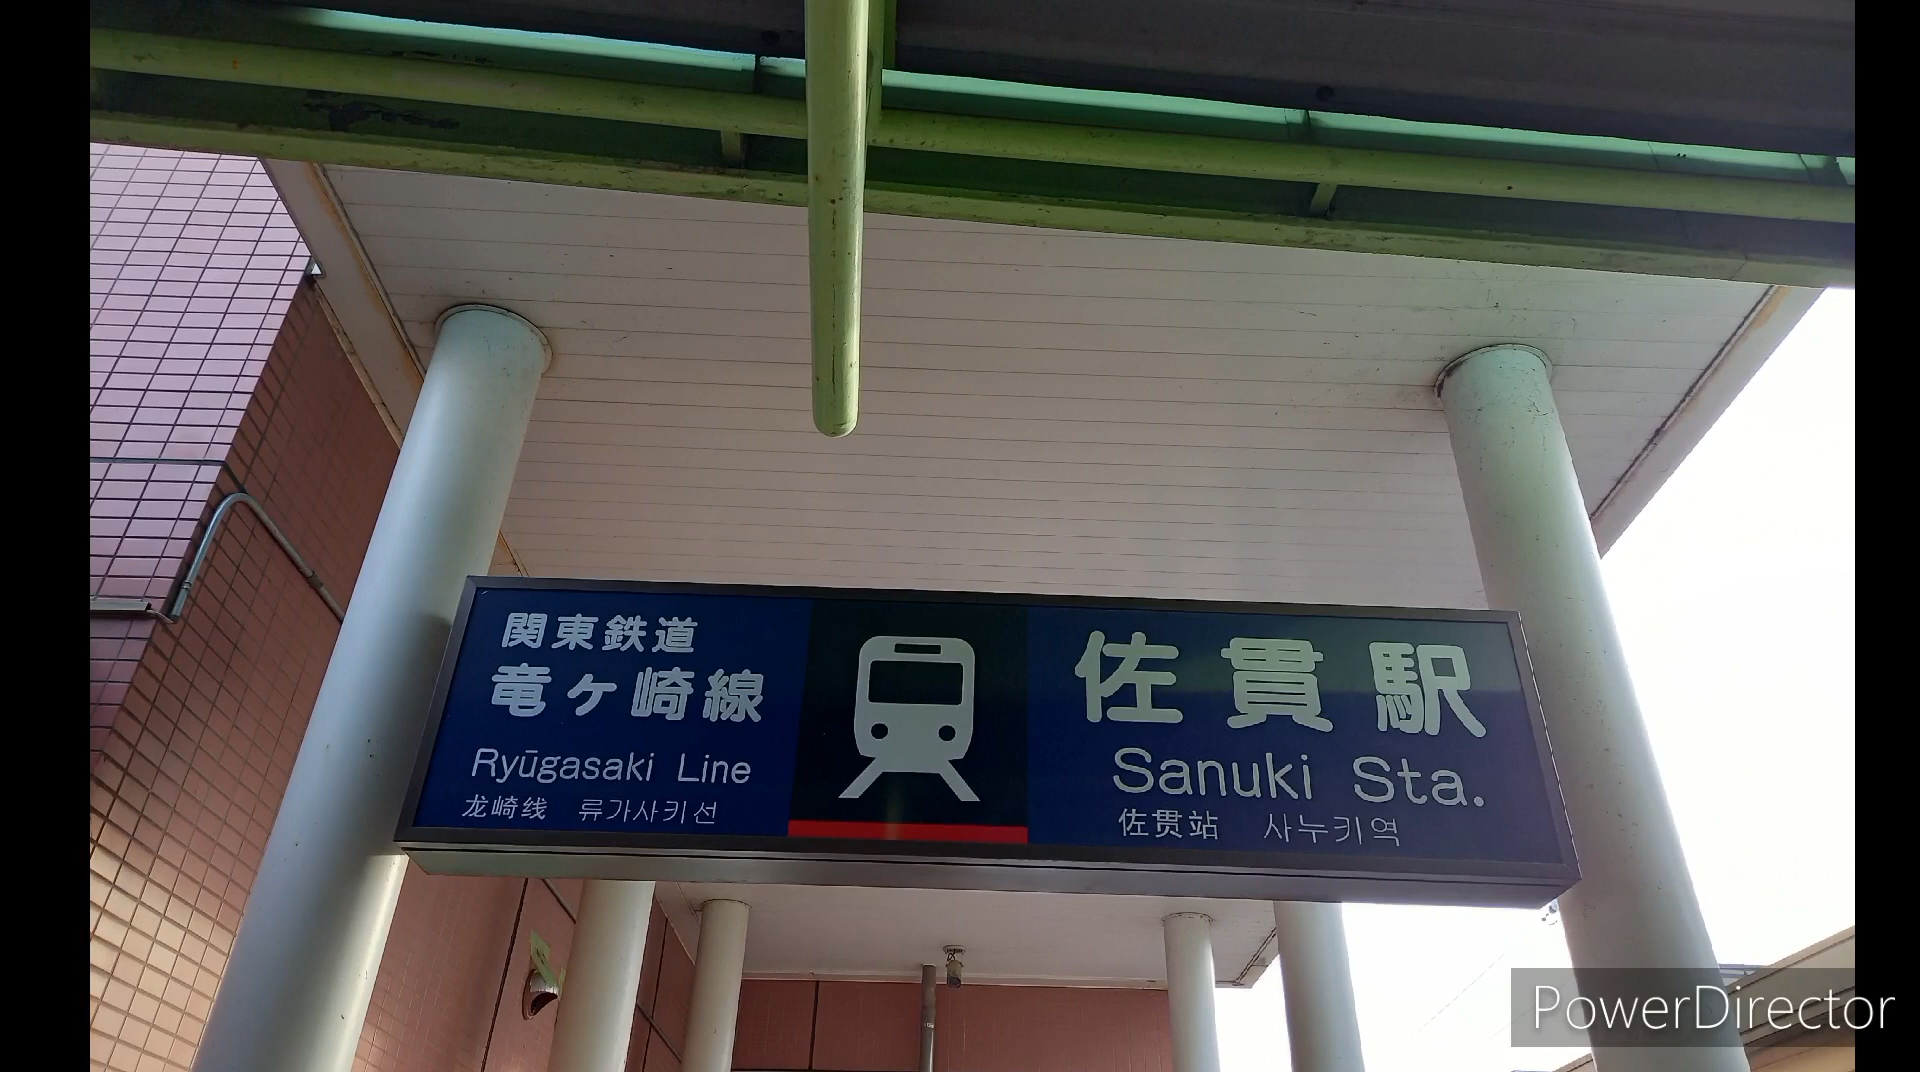 関東鉄道
竜ヶ崎線
Ryūgasaki Line
龙崎线 류가사키선
佐貫駅
Sanuki Sta.
佐贯站 사누키역
PowerDirector